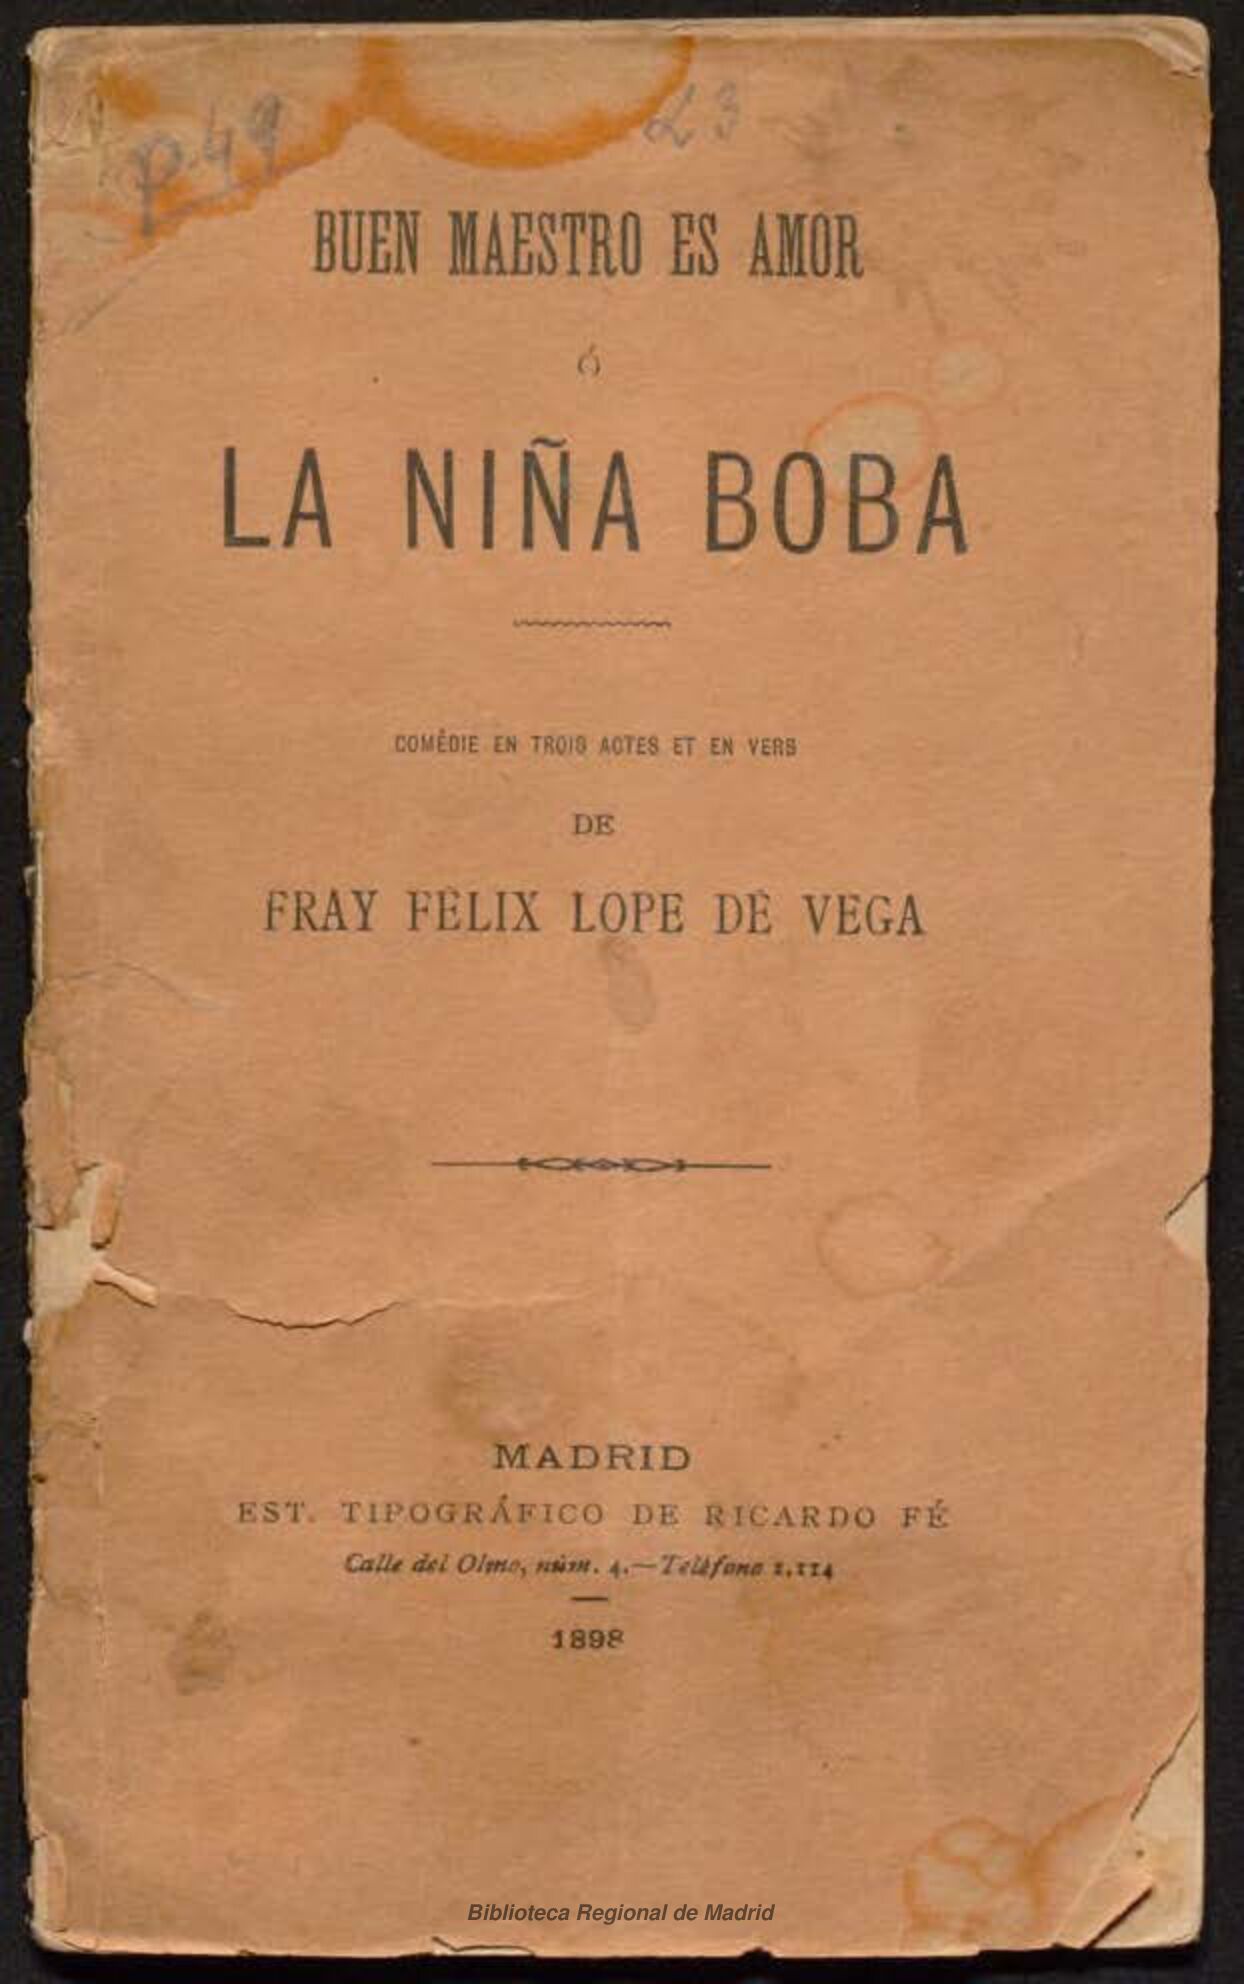 p. 49
23
BUEN MAESTRO ES AMOR
ó
LA NIÑA BOBA
COMÉDIE EN TROIS ACTES ET EN VERS
DE
FRAY FÉLIX LOPE DE VEGA
MADRID
EST. TIPOGRÁFICO DE RICARDO FÉ
Calle del Olmo, núm. 4.—Teléfono 1.114
1898
Biblioteca Regional de Madrid